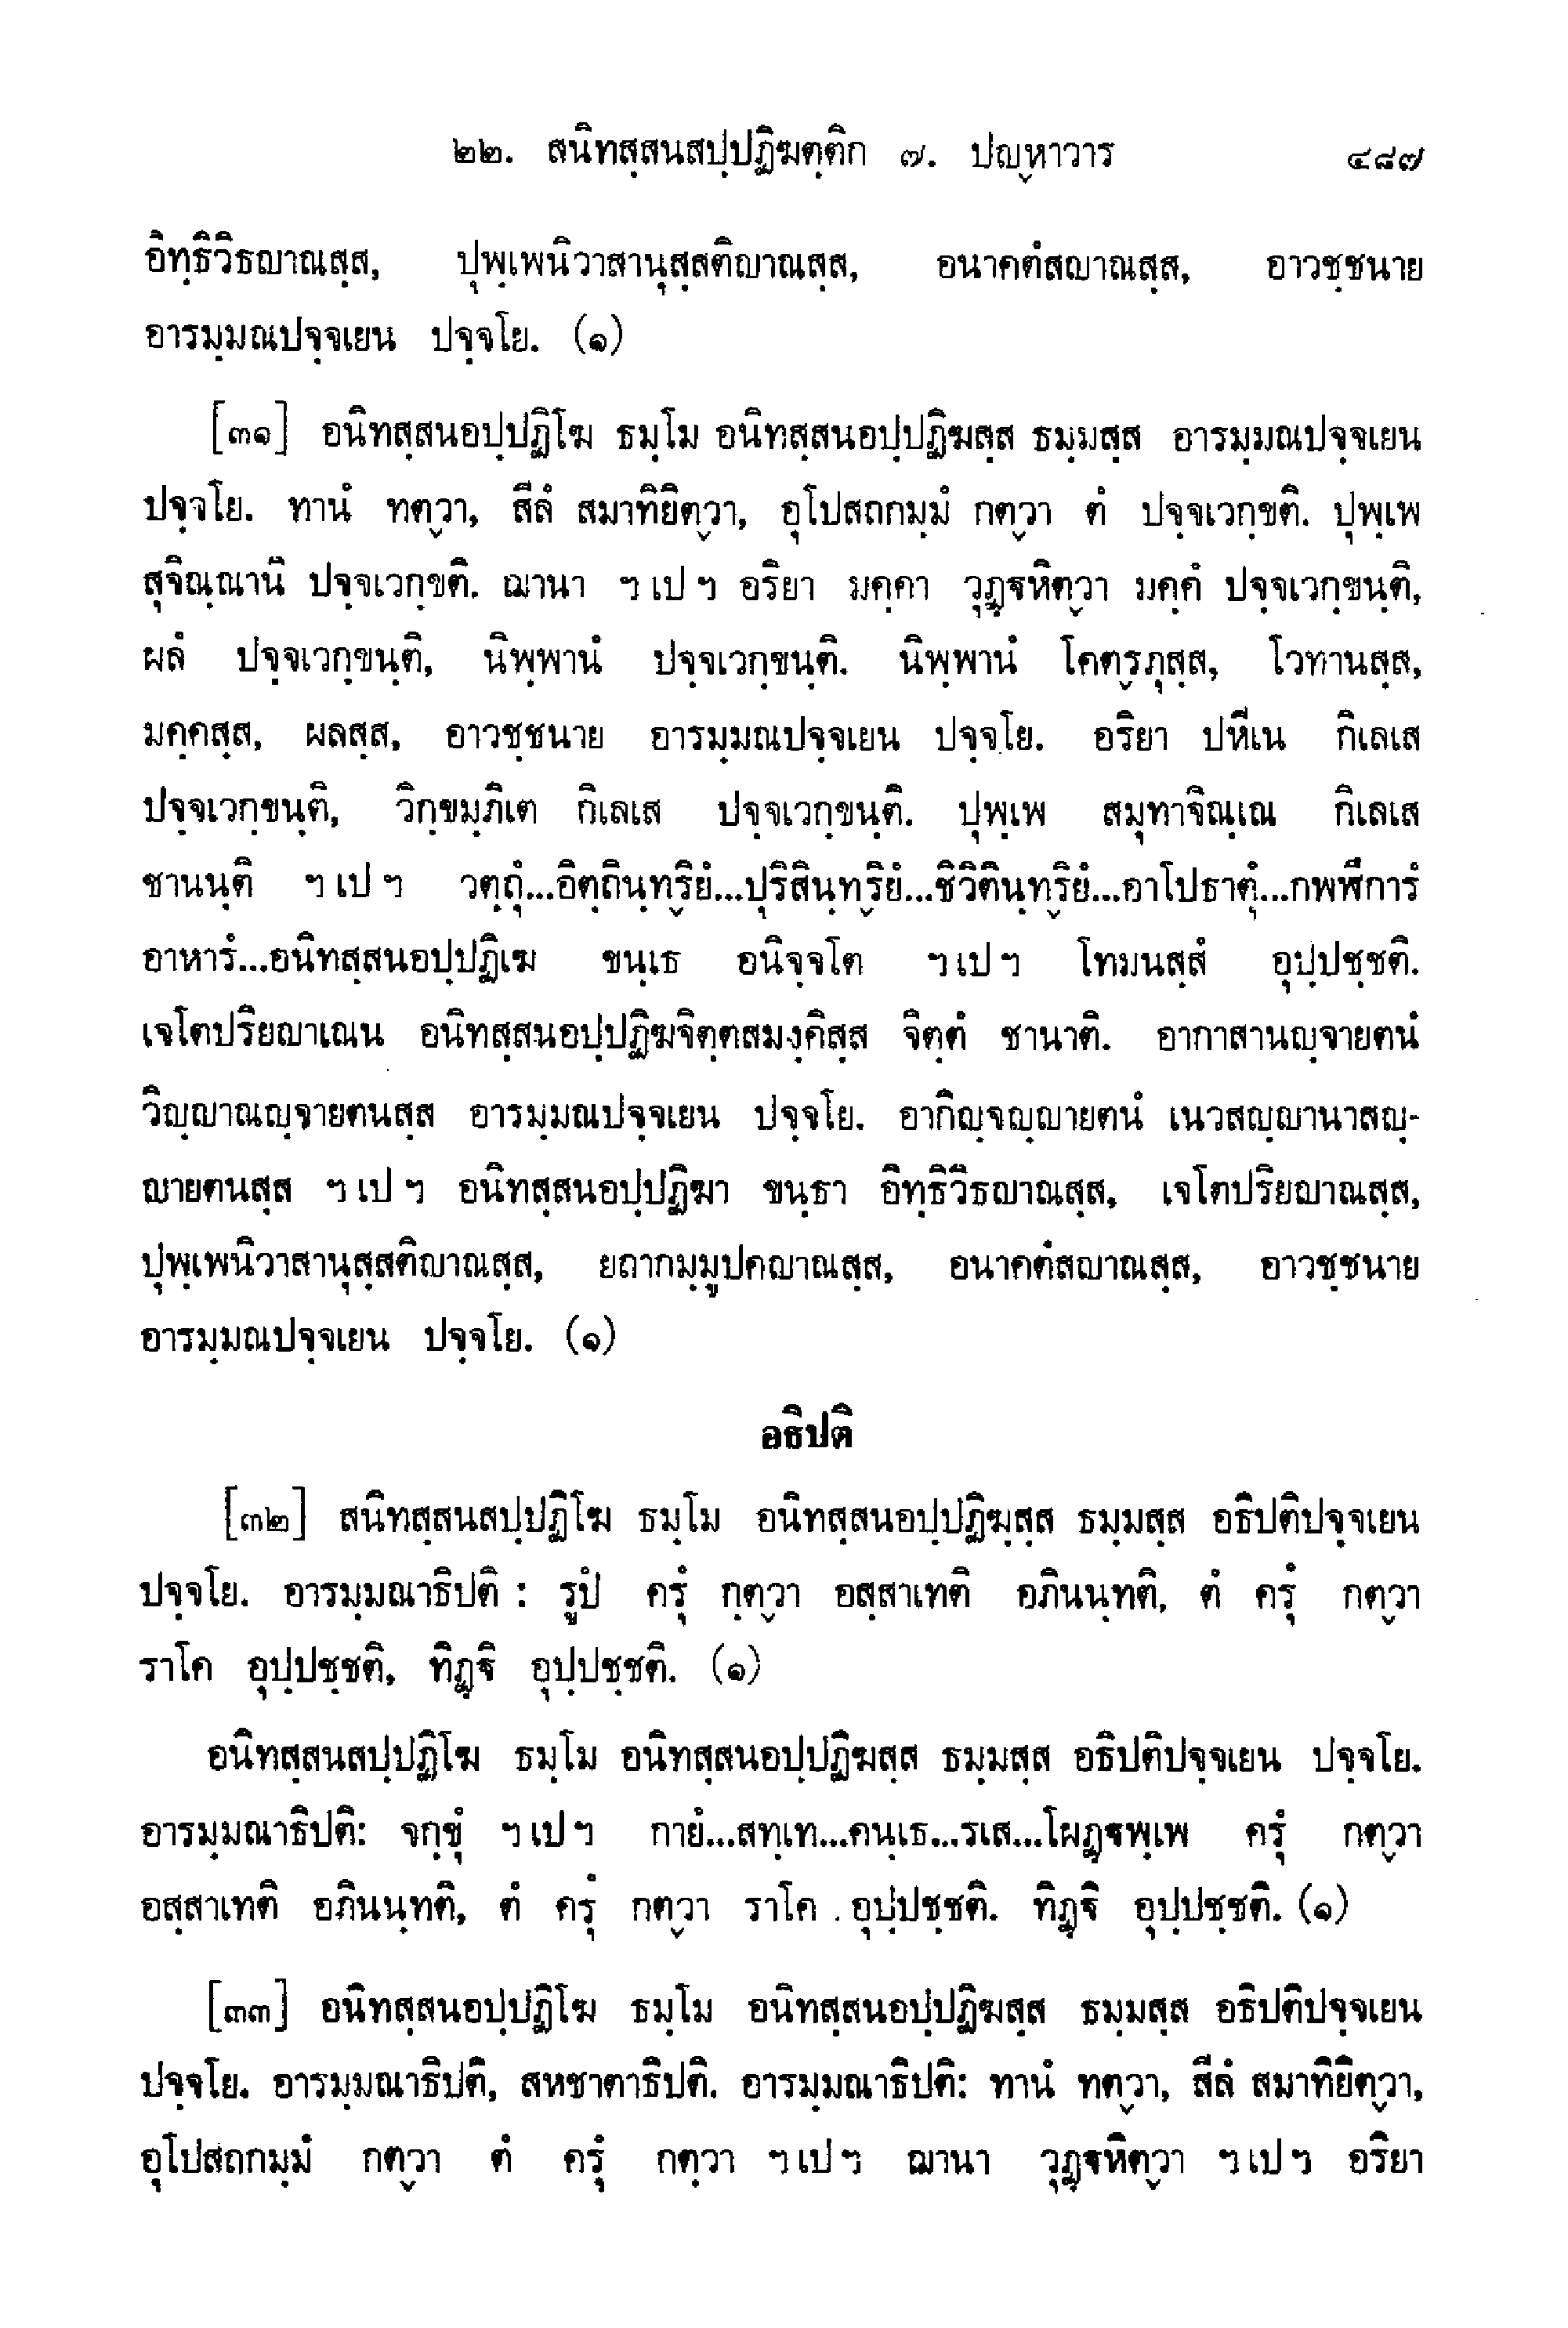 ๒๒. สนิทสฺสนสปฺปฏิฆตฺติก ๗. ปญฺหาวาร ๔๘๗
อิทฺธิวิธญาณสฺส, ปุพฺเพนิวาสานุสฺสติญาณสฺส, อนาคตํสญาณสฺส, อาวชฺชนาย
อารมฺมณปจฺจเยน ปจฺจโย. (๑)
[๓๑] อนิทสฺสนอปฺปฏิโฆ ธมฺโม อนิทสฺสนอปฺปฏิฆสฺส ธมฺมสฺส อารมฺมณปจฺจเยน
ปจฺจโย. ทานํ ทตฺวา, สีลํ สมาทิยิตฺวา, อุโปสถกมฺมํ กตฺวา ตํ ปจฺจเวกฺขติ. ปุพฺเพ
สุจิณฺณานิ ปจฺจเวกฺขติ. ฌานา ฯ เป ฯ อริยา มคฺคา วุฏฺฐหิตฺวา มคฺคํ ปจฺจเวกฺขนฺติ,
ผลํ ปจฺจเวกฺขนฺติ, นิพฺพานํ ปจฺจเวกฺขนฺติ. นิพฺพานํ โคตฺรภุสฺส, โวทานสฺส,
มคฺคสฺส, ผลสฺส, อาวชฺชนาย อารมฺมณปจฺจเยน ปจฺจโย. อริยา ปหีเน กิเลเส
ปจฺจเวกฺขนฺติ, วิกฺขมฺภิเต กิเลเส ปจฺจเวกฺขนฺติ. ปุพฺเพ สมุทาจิณฺเณ กิเลเส
ชานนฺติ ฯ เป ฯ วตฺถุํ...อิตฺถินฺทฺริยํ...ปุริสินฺทฺริยํ...ชีวิตินฺทฺริยํ...อาโปธาตุํ...กพฬีการํ
อาหารํ...อนิทสฺสนอปฺปฏิเฆ ขนฺเธ อนิจฺจโต ฯ เป ฯ โทมนสฺสํ อุปฺปชฺชติ.
เจโตปริยญาเณน อนิทสฺสนอปฺปฏิฆจิตฺตสมงฺคิสฺส จิตฺตํ ชานาติ. อากาสานญฺจายตนํ
วิญฺญาณญฺจายตนสฺส อารมฺมณปจฺจเยน ปจฺจโย. อากิญฺจญฺญายตนํ เนวสญฺญานาสญฺ-
ญายตนสฺส ฯ เป ฯ อนิทสฺสนอปฺปฏิฆา ขนฺธา อิทฺธิวิธญาณสฺส, เจโตปริยญาณสฺส,
ปุพฺเพนิวาสานุสฺสติญาณสฺส, ยถากมฺมูปคญาณสฺส, อนาคตํสญาณสฺส, อาวชฺชนาย
อารมฺมณปจฺจเยน ปจฺจโย. (๑)
อธิปติ
[๓๒] สนิทสฺสนสปฺปฏิโฆ ธมฺโม อนิทสฺสนอปฺปฏิฆฺสฺส ธมฺมสฺส อธิปติปจฺจเยน
ปจฺจโย. อารมฺมณาธิปติ : รูปํ ครุํ กฺตฺวา อสฺสาเทติ อภินนฺทติ, ตํ ครุํ กตฺวา
ราโค อุปฺปชฺชติ, ทิฏฺฐิ อุปฺปชฺชติ. (๑)
อนิทสฺสนสปฺปฏิโฆ ธมฺโม อนิทสฺสนอปฺปฏิฆสฺส ธมฺมสฺส อธิปติปจฺจเยน ปจฺจโย.
อารมฺมณาธิปติ: จกฺขุํ ฯ เป ฯ กายํ...สทฺเท...คนฺเธ...รเส...โผฏฺฐพฺเพ ครุํ กตฺวา
อสฺสาเทติ อภินนฺทติ, ตํ ครุํ กตฺวา ราโค อุปฺปชฺชติ. ทิฏฺฐิ อุปฺปชฺชติ. (๑)
[๓๓] อนิทสฺสนอปฺปฏิโฆ ธมฺโม อนิทสฺสนอปฺปฏิฆสฺส ธมฺมสฺส อธิปติปจฺจเยน
ปจฺจโย. อารมฺมณาธิปติ, สหชาตาธิปติ. อารมฺมณาธิปติ: ทานํ ทตฺวา, สีลํ สมาทิยิตฺวา,
อุโปสถกมฺมํ กตฺวา ตํ ครุํ กตฺวา ฯ เป ฯ ฌานา วุฏฺฐหิตฺวา ฯ เป ฯ อริยา